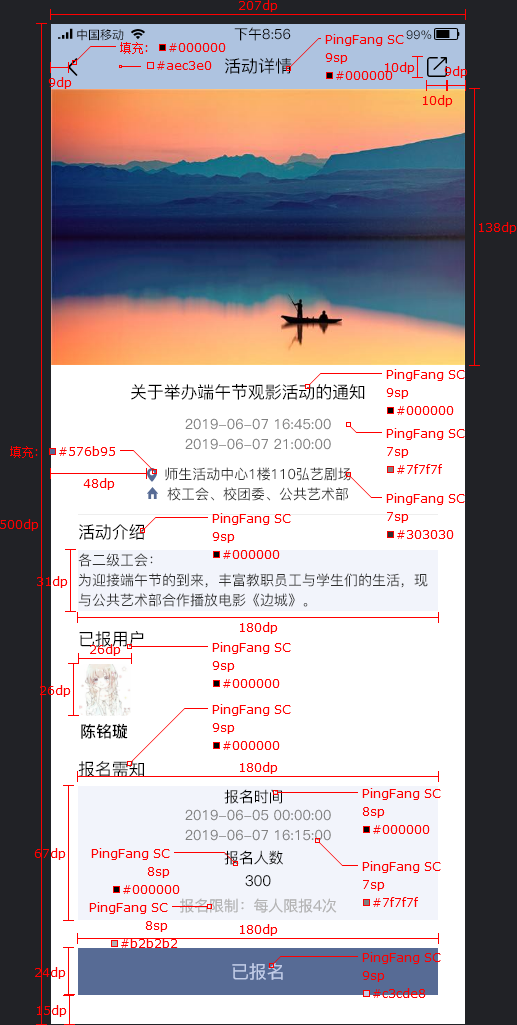 207dp
中国移动
下午8:56
99%
填充：
#000000
#aec3e0
活动详情
PingFang SC
9sp
#000000
10dp
9dp
9dp
10dp
138dp
关于举办端午节观影活动的通知
PingFang SC
9sp
#000000
2019-06-07 16:45:00
2019-06-07 21:00:00
PingFang SC
7sp
#7f7f7f
填充：
#576b95
48dp
师生活动中心1楼110弘艺剧场
校工会、校团委、公共艺术部
PingFang SC
7sp
#303030
500dp
活动介绍
PingFang SC
9sp
#000000
31dp
各二级工会：
为迎接端午节的到来，丰富教职员工与学生们的生活，现
与公共艺术部合作播放电影《边城》。
180dp
已报用户
26dp
PingFang SC
9sp
#000000
26dp
陈铭璇
PingFang SC
9sp
#000000
报名需知
180dp
报名时间
PingFang SC
8sp
#000000
2019-06-05 00:00:00
2019-06-07 16:15:00
67dp
PingFang SC
8sp
#000000
报名人数
300
PingFang SC
7sp
#7f7f7f
PingFang SC
8sp
#b2b2b2
报名限制：每人限报4次
180dp
24dp
已报名
PingFang SC
9sp
#c3cde8
15dp